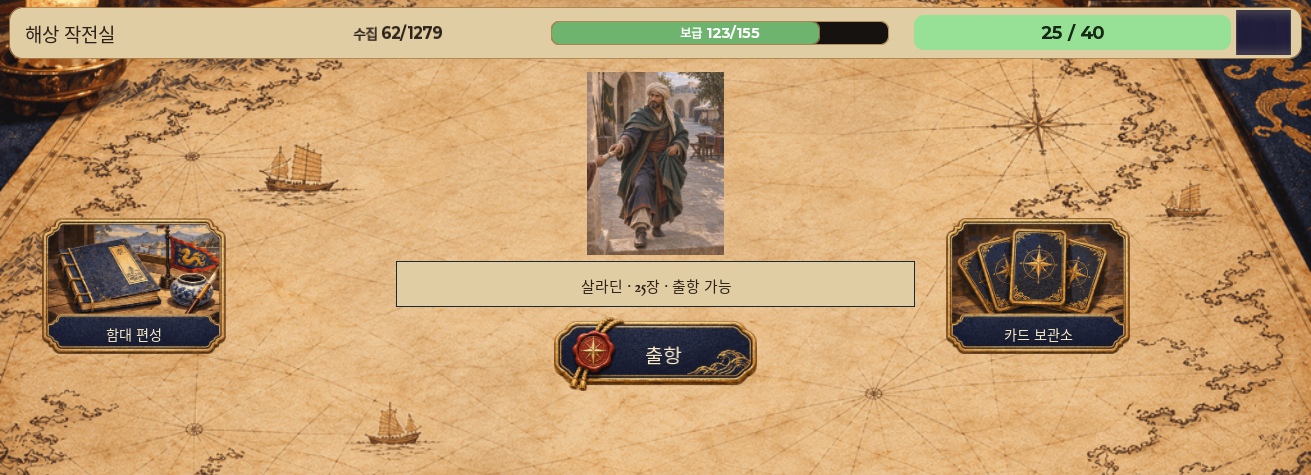 해상 작전실
수집 62/1279
보급 123/155
25 / 40
살라딘 · 25장 · 출항 가능
함대 편성
출항
카드 보관소